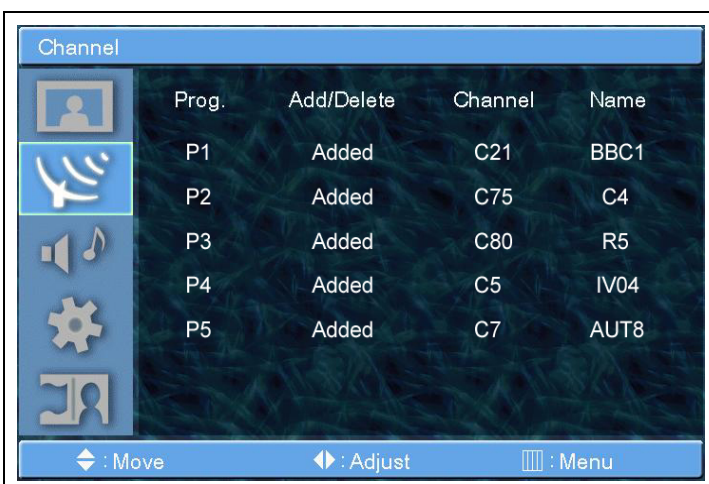 Channel
Prog. Add/Delete Channel Name
P1 Added C21 BBC1
P2 Added C75 C4
P3 Added C80 R5
P4 Added C5 IV04
P5 Added C7 AUT8
: Move : Adjust : Menu